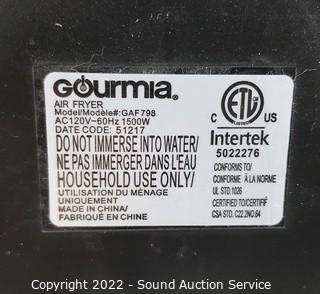 Gourmia®
AIR FRYER
Model/Modèle#:GAF798
AC120V~60Hz 1500W
DATE CODE: 51217
DO NOT IMMERSE INTO WATER/
NE PAS IMMERGER DANS L'EAU
HOUSEHOLD USE ONLY/
UTILISATION DU MÉNAGE
UNIQUEMENT
MADE IN CHINA/
FABRIQUÉ EN CHINE
ETL
C US
Intertek
5022276
CONFORMS TO/
CONFORME À LA NORME
UL STD.1026
CERTIFIED TO/CERTIFIÉ
CSA STD. C22.2NO.64
Copyright © 2022 - Sound Auction Service